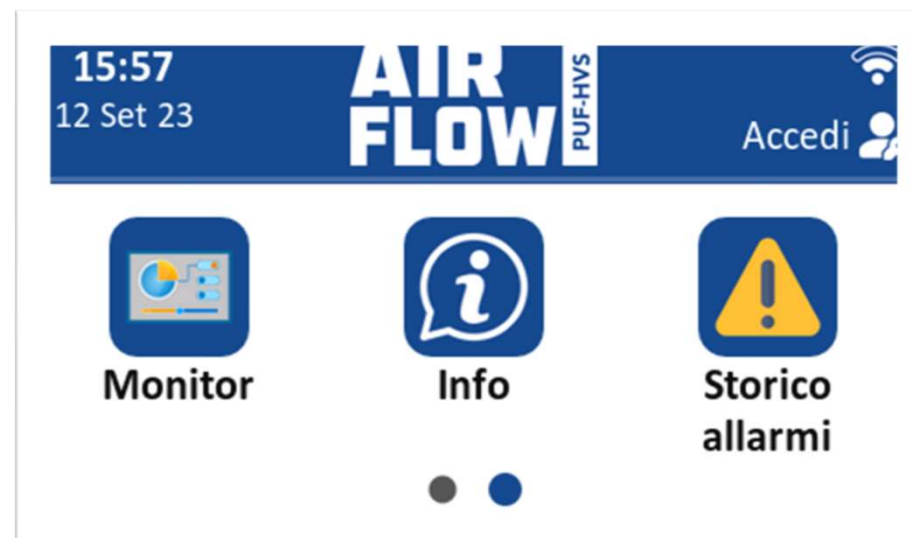 15:57
12 Set 23
AIR
FLOW
PUF-HVS
Accedi
Monitor
Info
Storico
allarmi